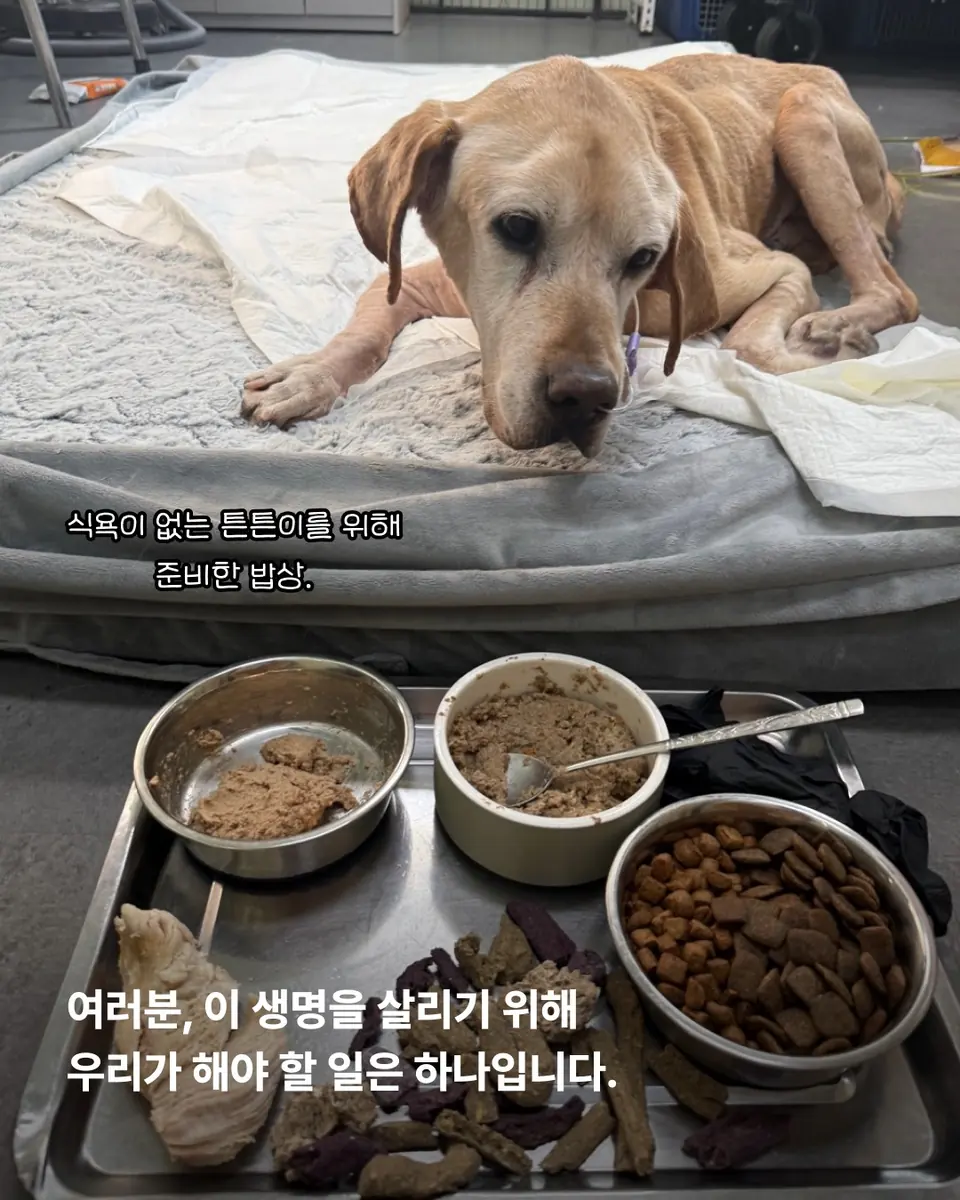 식욕이 없는 튼튼이를 위해
준비한 밥상.
여러분, 이 생명을 살리기 위해
우리가 해야 할 일은 하나입니다.